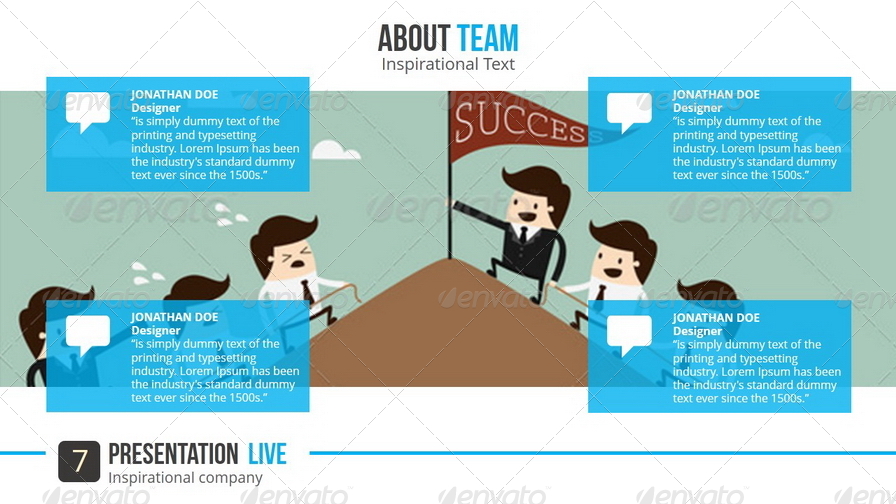 ABOUT TEAM
Inspirational Text
JONATHAN DOE
Designer
“is simply dummy text of the
printing and typesetting
industry. Lorem Ipsum has been
the industry's standard dummy
text ever since the 1500s.”
JONATHAN DOE
Designer
“is simply dummy text of the
printing and typesetting
industry. Lorem Ipsum has been
the industry's standard dummy
text ever since the 1500s.”
SUCCESS
JONATHAN DOE
Designer
“is simply dummy text of the
printing and typesetting
industry. Lorem Ipsum has been
the industry's standard dummy
text ever since the 1500s.”
JONATHAN DOE
Designer
“is simply dummy text of the
printing and typesetting
industry. Lorem Ipsum has been
the industry's standard dummy
text ever since the 1500s.”
7 PRESENTATION LIVE
Inspirational company
envato